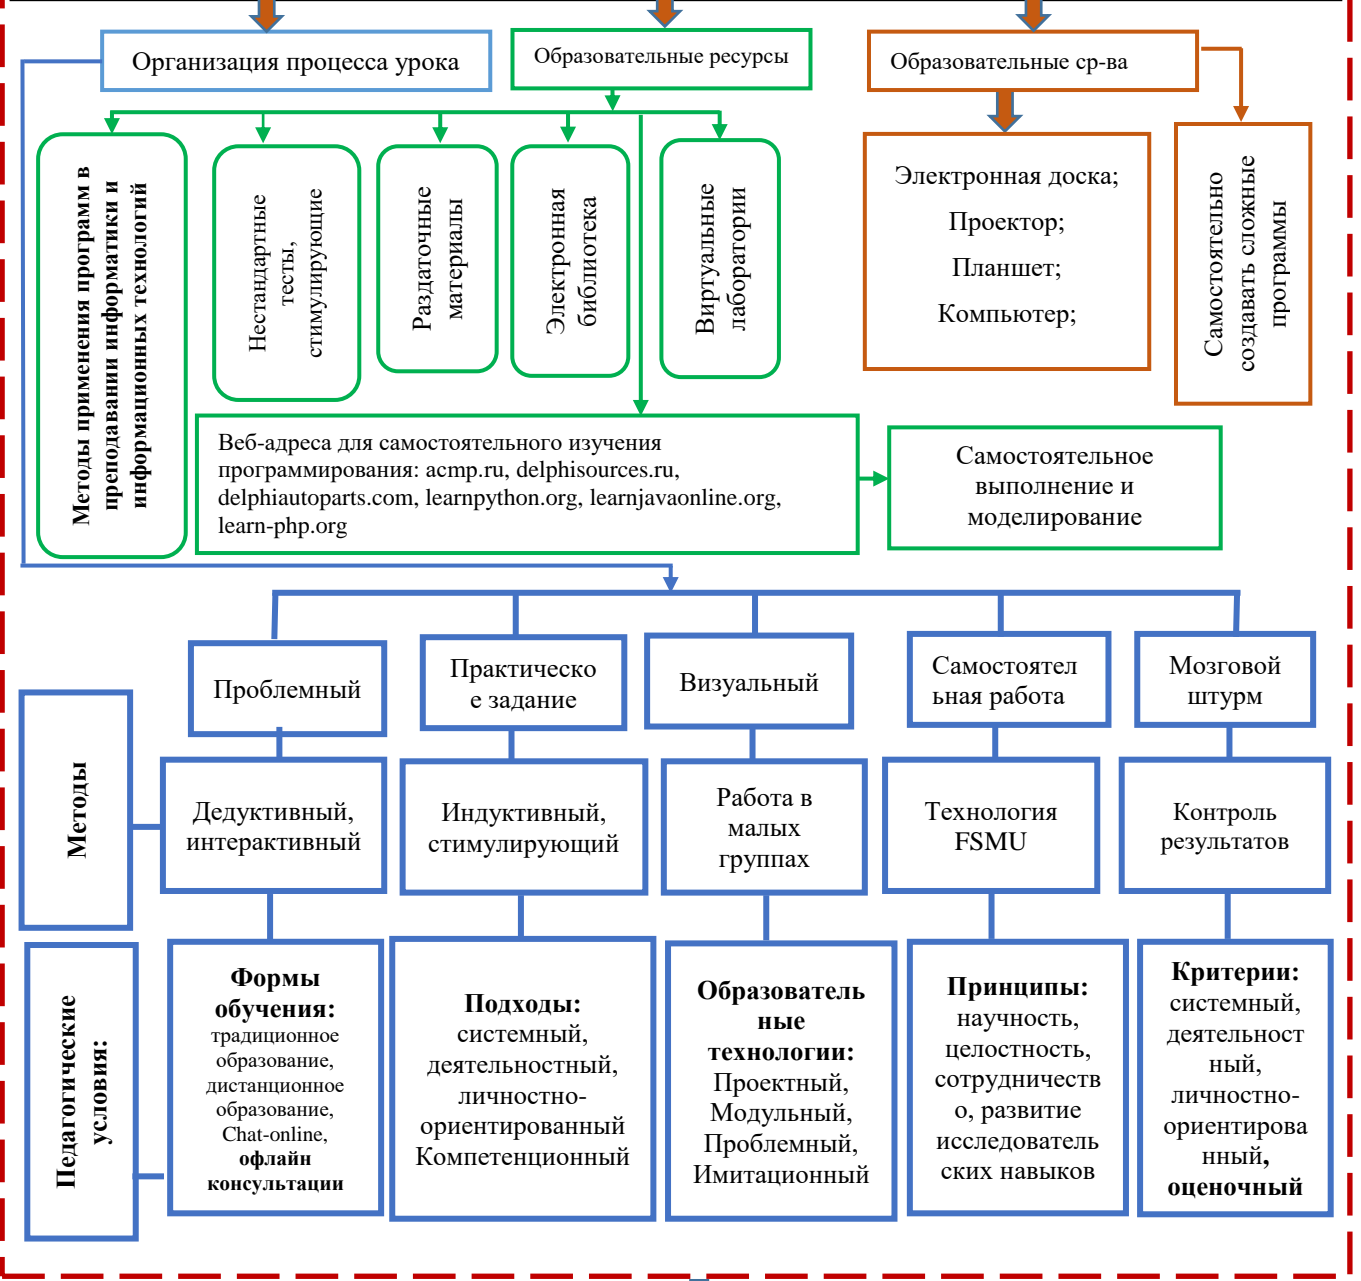 Организация процесса урока
Образовательные ресурсы
Образовательные ср-ва
Методы применения программ в
преподавании информатики и
информационных технологий
Нестандартные
тесты,
стимулирующие
Раздаточные
материалы
Электронная
библиотека
Виртуальные
лаборатории
Электронная доска;
Проектор;
Планшет;
Компьютер;
Самостоятельно
создавать сложные
программы
Веб-адреса для самостоятельного изучения
программирования: acmp.ru, delphisources.ru,
delphiautoparts.com, learnpython.org, learnjavaonline.org,
learn-php.org
Самостоятельное
выполнение и
моделирование
Проблемный
Практическо
е задание
Визуальный
Самостоятел
ьная работа
Мозговой
штурм
Методы
Дедуктивный,
интерактивный
Индуктивный,
стимулирующий
Работа в
малых
группах
Технология
FSMU
Контроль
результатов
Педагогические
условия:
Формы
обучения:
традиционное
образование,
дистанционное
образование,
Chat-online,
офлайн
консультации
Подходы:
системный,
деятельностный,
личностно-
ориентированный
Компетенционный
Образователь
ные
технологии:
Проектный,
Модульный,
Проблемный,
Имитационный
Принципы:
научность,
целостность,
сотрудничеств
о, развитие
исследователь
ских навыков
Критерии:
системный,
деятельност
ный,
личностно-
ориентирова
нный,
оценочный